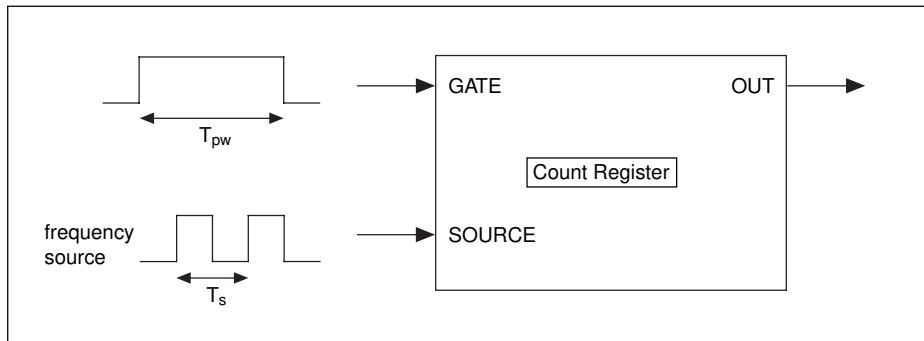 GATE
OUT
T_pw
Count Register
frequency
source
SOURCE
T_s